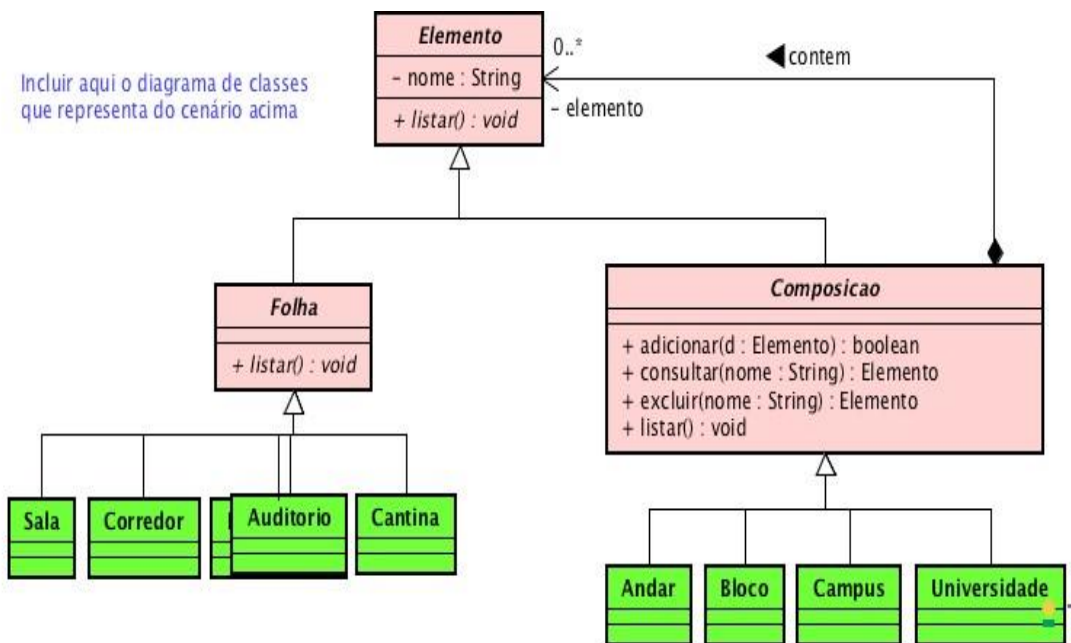 Elemento
– nome : String
+ listar() : void
0..*
– elemento
◀ contem
Incluir aqui o diagrama de classes
que representa do cenário acima
Folha
+ listar() : void
Composicao
+ adicionar(d : Elemento) : boolean
+ consultar(nome : String) : Elemento
+ excluir(nome : String) : Elemento
+ listar() : void
Sala
Corredor
Auditorio
Cantina
Andar
Bloco
Campus
Universidade